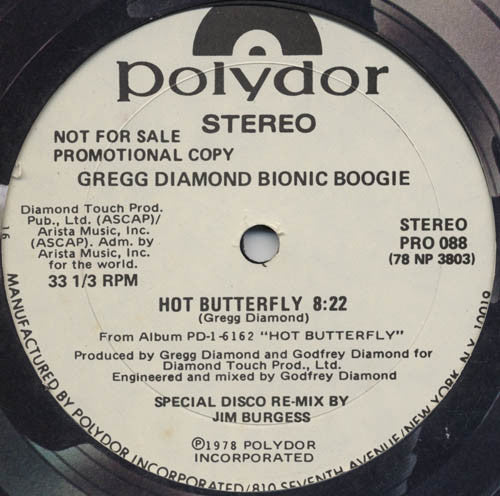 polydor
STEREO
NOT FOR SALE
PROMOTIONAL COPY
GREGG DIAMOND BIONIC BOOGIE
Diamond Touch Prod.
Pub., Ltd. (ASCAP)/
Arista Music, Inc.
(ASCAP). Adm. by
Arista Music, Inc.
for the world.
33 1/3 RPM
STEREO
PRO 088
(78 NP 3803)
16
HOT BUTTERFLY 8:22
(Gregg Diamond)
From Album PD-1-6162 "HOT BUTTERFLY"
Produced by Gregg Diamond and Godfrey Diamond for
Diamond Touch Prod., Ltd.
Engineered and mixed by Godfrey Diamond
SPECIAL DISCO RE-MIX BY
JIM BURGESS
Ⓟ1978 POLYDOR
INCORPORATED
MANUFACTURED BY POLYDOR INCORPORATED/810 SEVENTH AVENUE/NEW YORK, N.Y. 10019